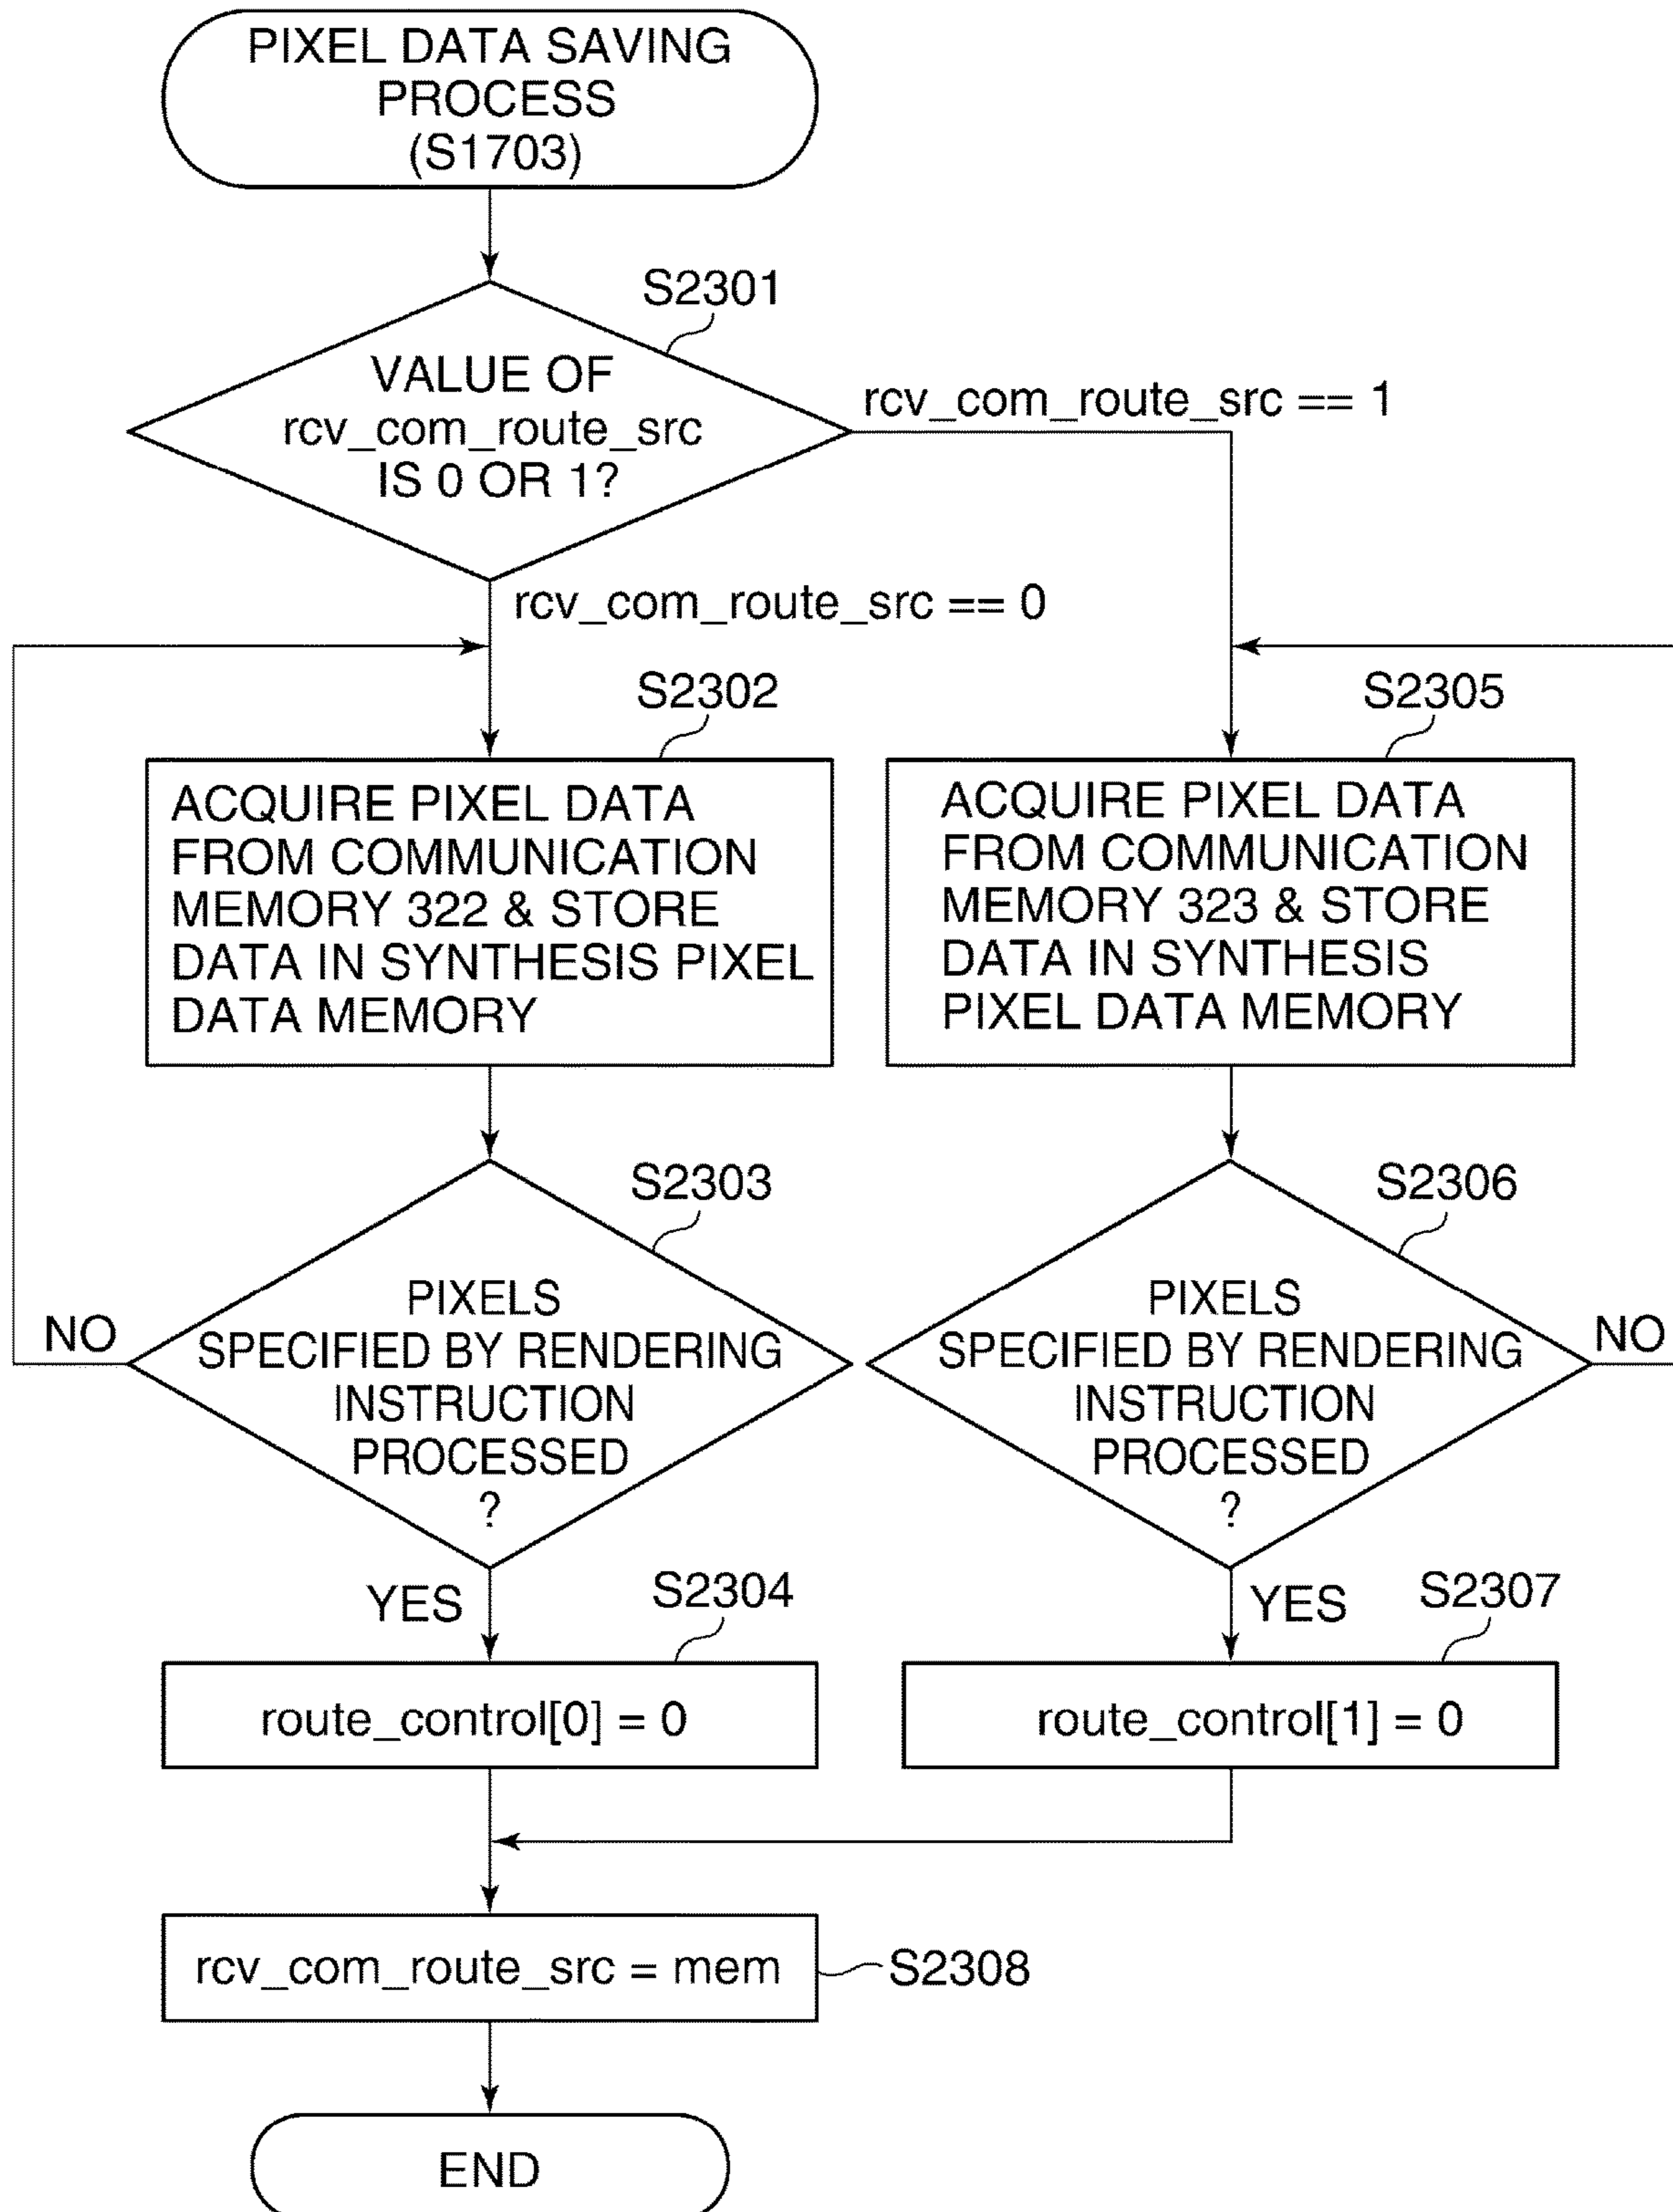 PIXEL DATA SAVING
PROCESS
(S1703)
S2301
VALUE OF
rcv_com_route_src
IS 0 OR 1?
rcv_com_route_src == 1
rcv_com_route_src == 0
S2302
ACQUIRE PIXEL DATA
FROM COMMUNICATION
MEMORY 322 & STORE
DATA IN SYNTHESIS PIXEL
DATA MEMORY
S2305
ACQUIRE PIXEL DATA
FROM COMMUNICATION
MEMORY 323 & STORE
DATA IN SYNTHESIS
PIXEL DATA MEMORY
S2303
PIXELS
SPECIFIED BY RENDERING
INSTRUCTION
PROCESSED
?
NO
YES
S2306
PIXELS
SPECIFIED BY RENDERING
INSTRUCTION
PROCESSED
?
NO
YES
S2304
route_control[0] = 0
S2307
route_control[1] = 0
rcv_com_route_src = mem
S2308
END